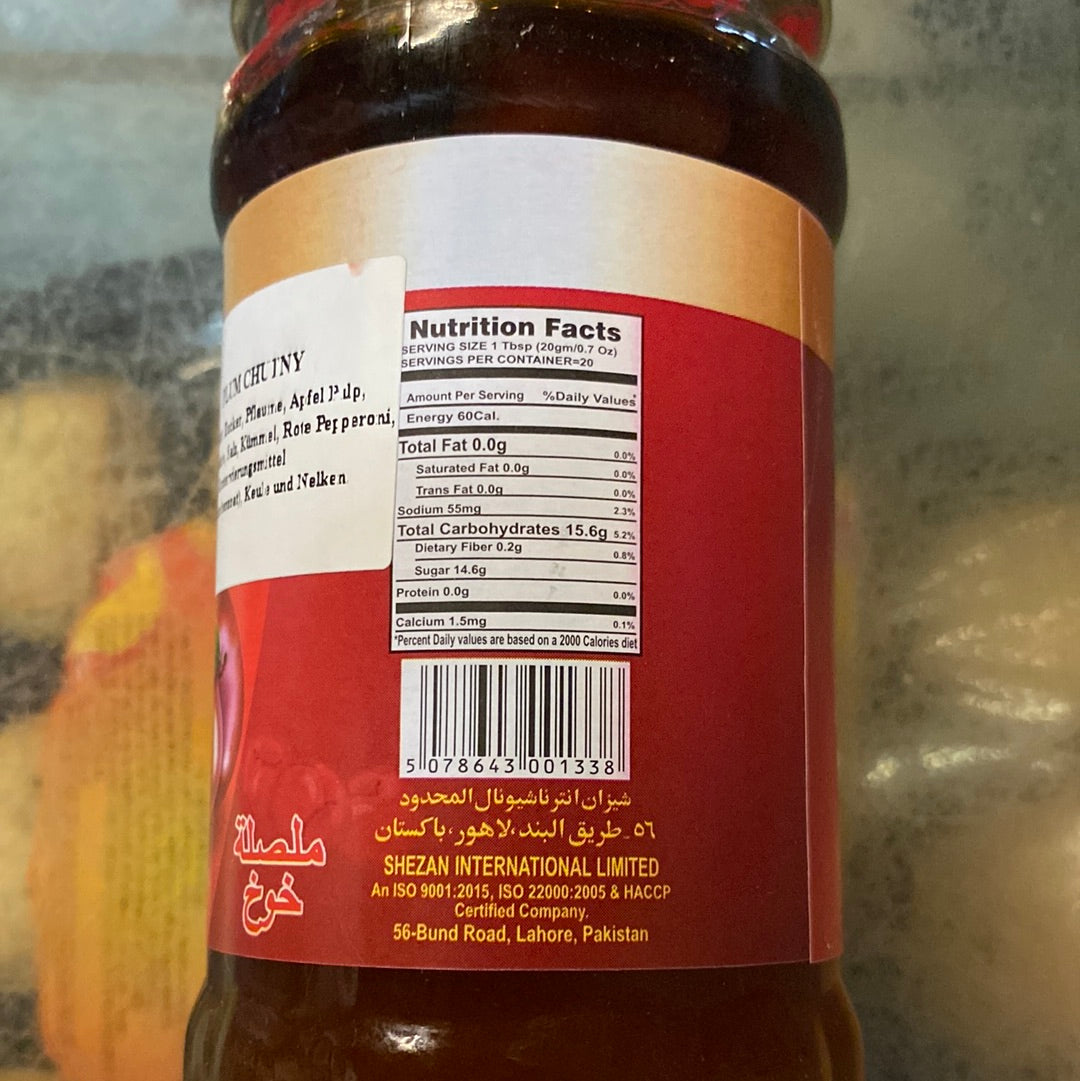 CHUTNY
Pflaume, Apfel Pulp,
Kümmel, Rote Pepperoni,
und Nelken
Nutrition Facts
SERVING SIZE 1 Tbsp (20gm/0.7 Oz)
SERVINGS PER CONTAINER=20
Amount Per Serving %Daily Values*
Energy 60Cal.
Total Fat 0.0g 0.0%
Saturated Fat 0.0g 0.0%
Trans Fat 0.0g 0.0%
Sodium 55mg 2.3%
Total Carbohydrates 15.6g 5.2%
Dietary Fiber 0.2g 0.8%
Sugar 14.6g
Protein 0.0g 0.0%
Calcium 1.5mg 0.1%
*Percent Daily values are based on a 2000 Calories diet
5 078643 001338
شيزان انترناشيونال المحدود
٥٦ـ طريق البند، لاهور، باكستان
ملصلة
خوخ
SHEZAN INTERNATIONAL LIMITED
An ISO 9001:2015, ISO 22000:2005 & HACCP
Certified Company.
56-Bund Road, Lahore, Pakistan